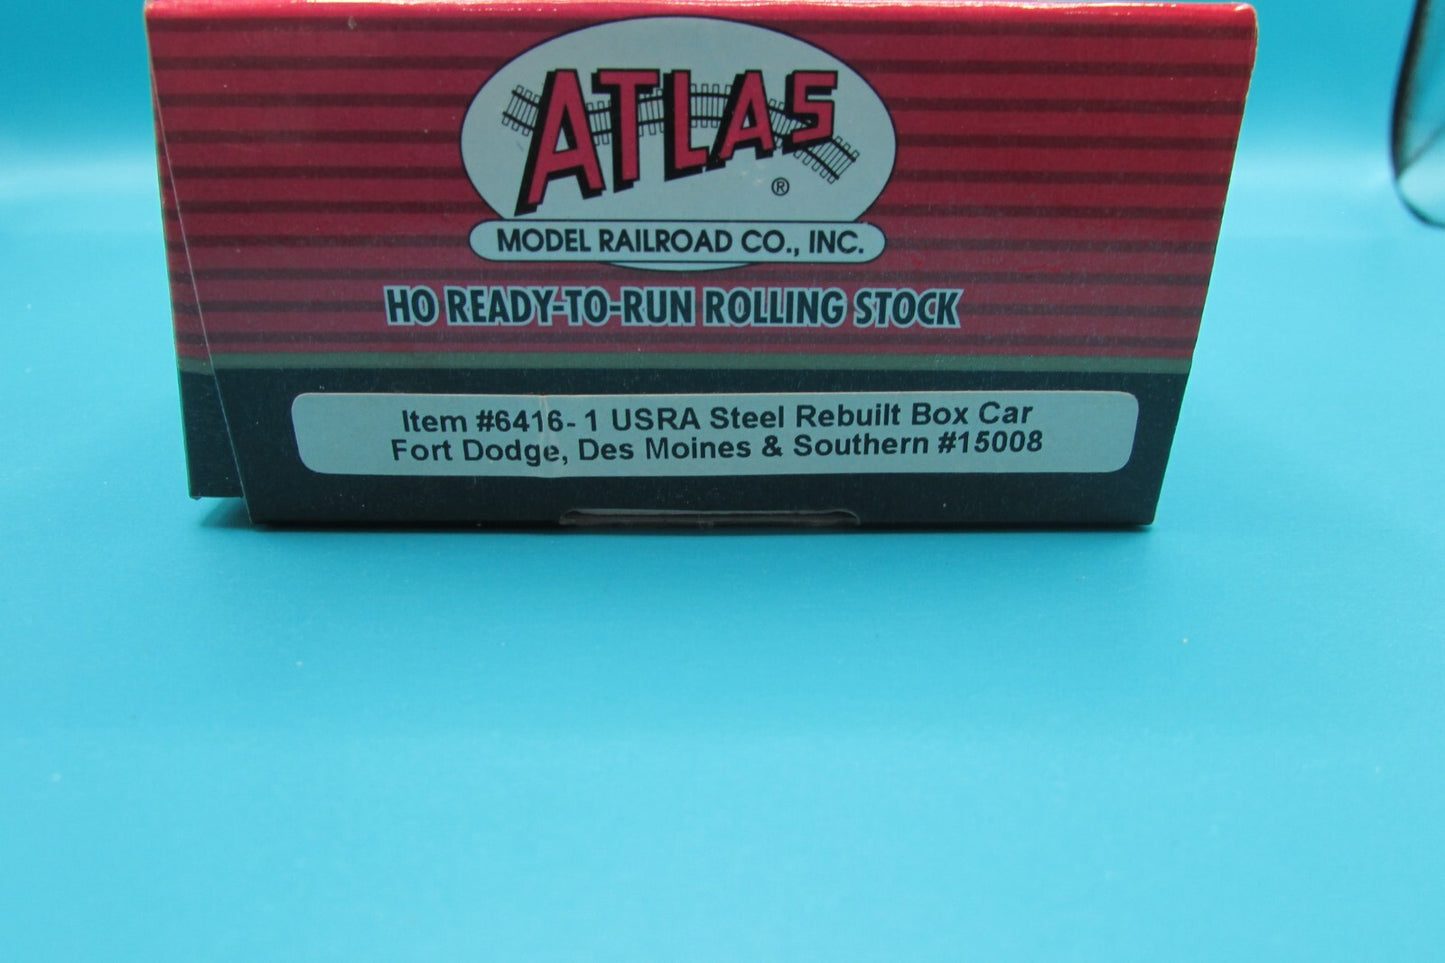 ATLAS
®
MODEL RAILROAD CO., INC.
HO READY-TO-RUN ROLLING STOCK
Item #6416- 1 USRA Steel Rebuilt Box Car
Fort Dodge, Des Moines & Southern #15008